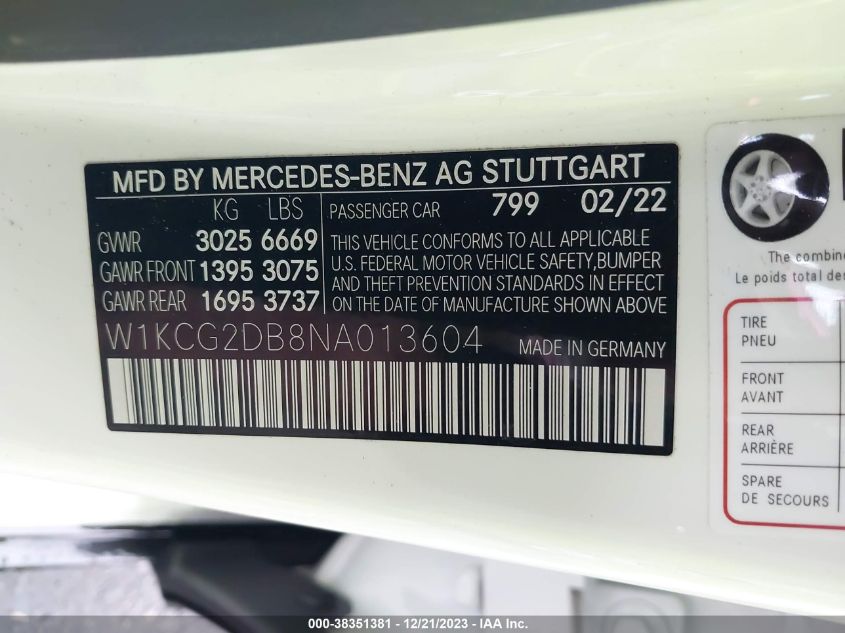 MFD BY MERCEDES-BENZ AG STUTTGART
KG LBS
GVWR 3025 6669
GAWR FRONT 1395 3075
GAWR REAR 1695 3737
PASSENGER CAR 799 02/22
THIS VEHICLE CONFORMS TO ALL APPLICABLE
U.S. FEDERAL MOTOR VEHICLE SAFETY,BUMPER
AND THEFT PREVENTION STANDARDS IN EFFECT
ON THE DATE OF MANUFACTURE SHOWN ABOVE
W1KCG2DB8NA013604 MADE IN GERMANY
The combine
Le poids total de
TIRE
PNEU
FRONT
AVANT
REAR
ARRIÈRE
SPARE
DE SECOURS
000-38351381 - 12/21/2023 - IAA Inc.